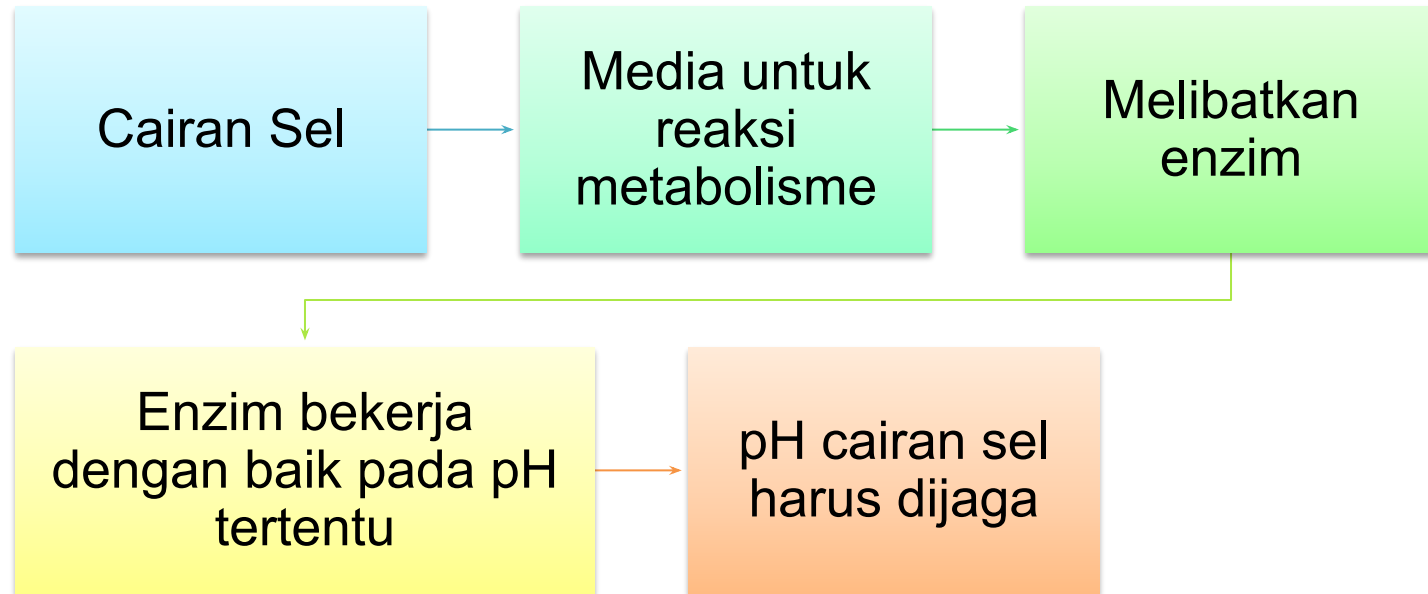 Cairan Sel
Media untuk
reaksi
metabolisme
Melibatkan
enzim
Enzim bekerja
dengan baik pada pH
tertentu
pH cairan sel
harus dijaga